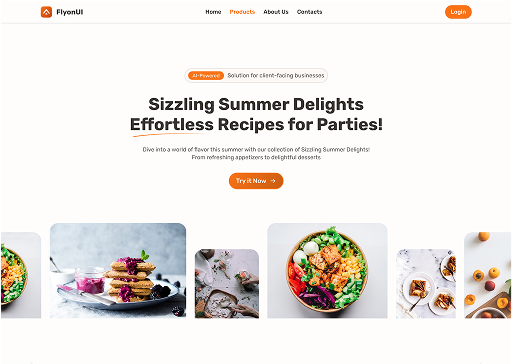 FlyonUI
Home Products About Us Contacts
Login
AI-Powered Solution for client-facing businesses
Sizzling Summer Delights
Effortless Recipes for Parties!
Dive into a world of flavor this summer with our collection of Sizzling Summer Delights!
From refreshing appetizers to delightful desserts
Try it Now →